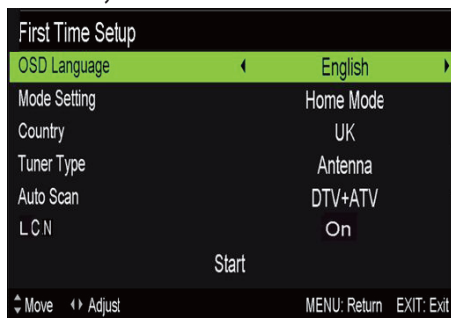 First Time Setup
OSD Language English
Mode Setting Home Mode
Country UK
Tuner Type Antenna
Auto Scan DTV+ATV
LCN On
Start
Move Adjust MENU: Return EXIT: Exit